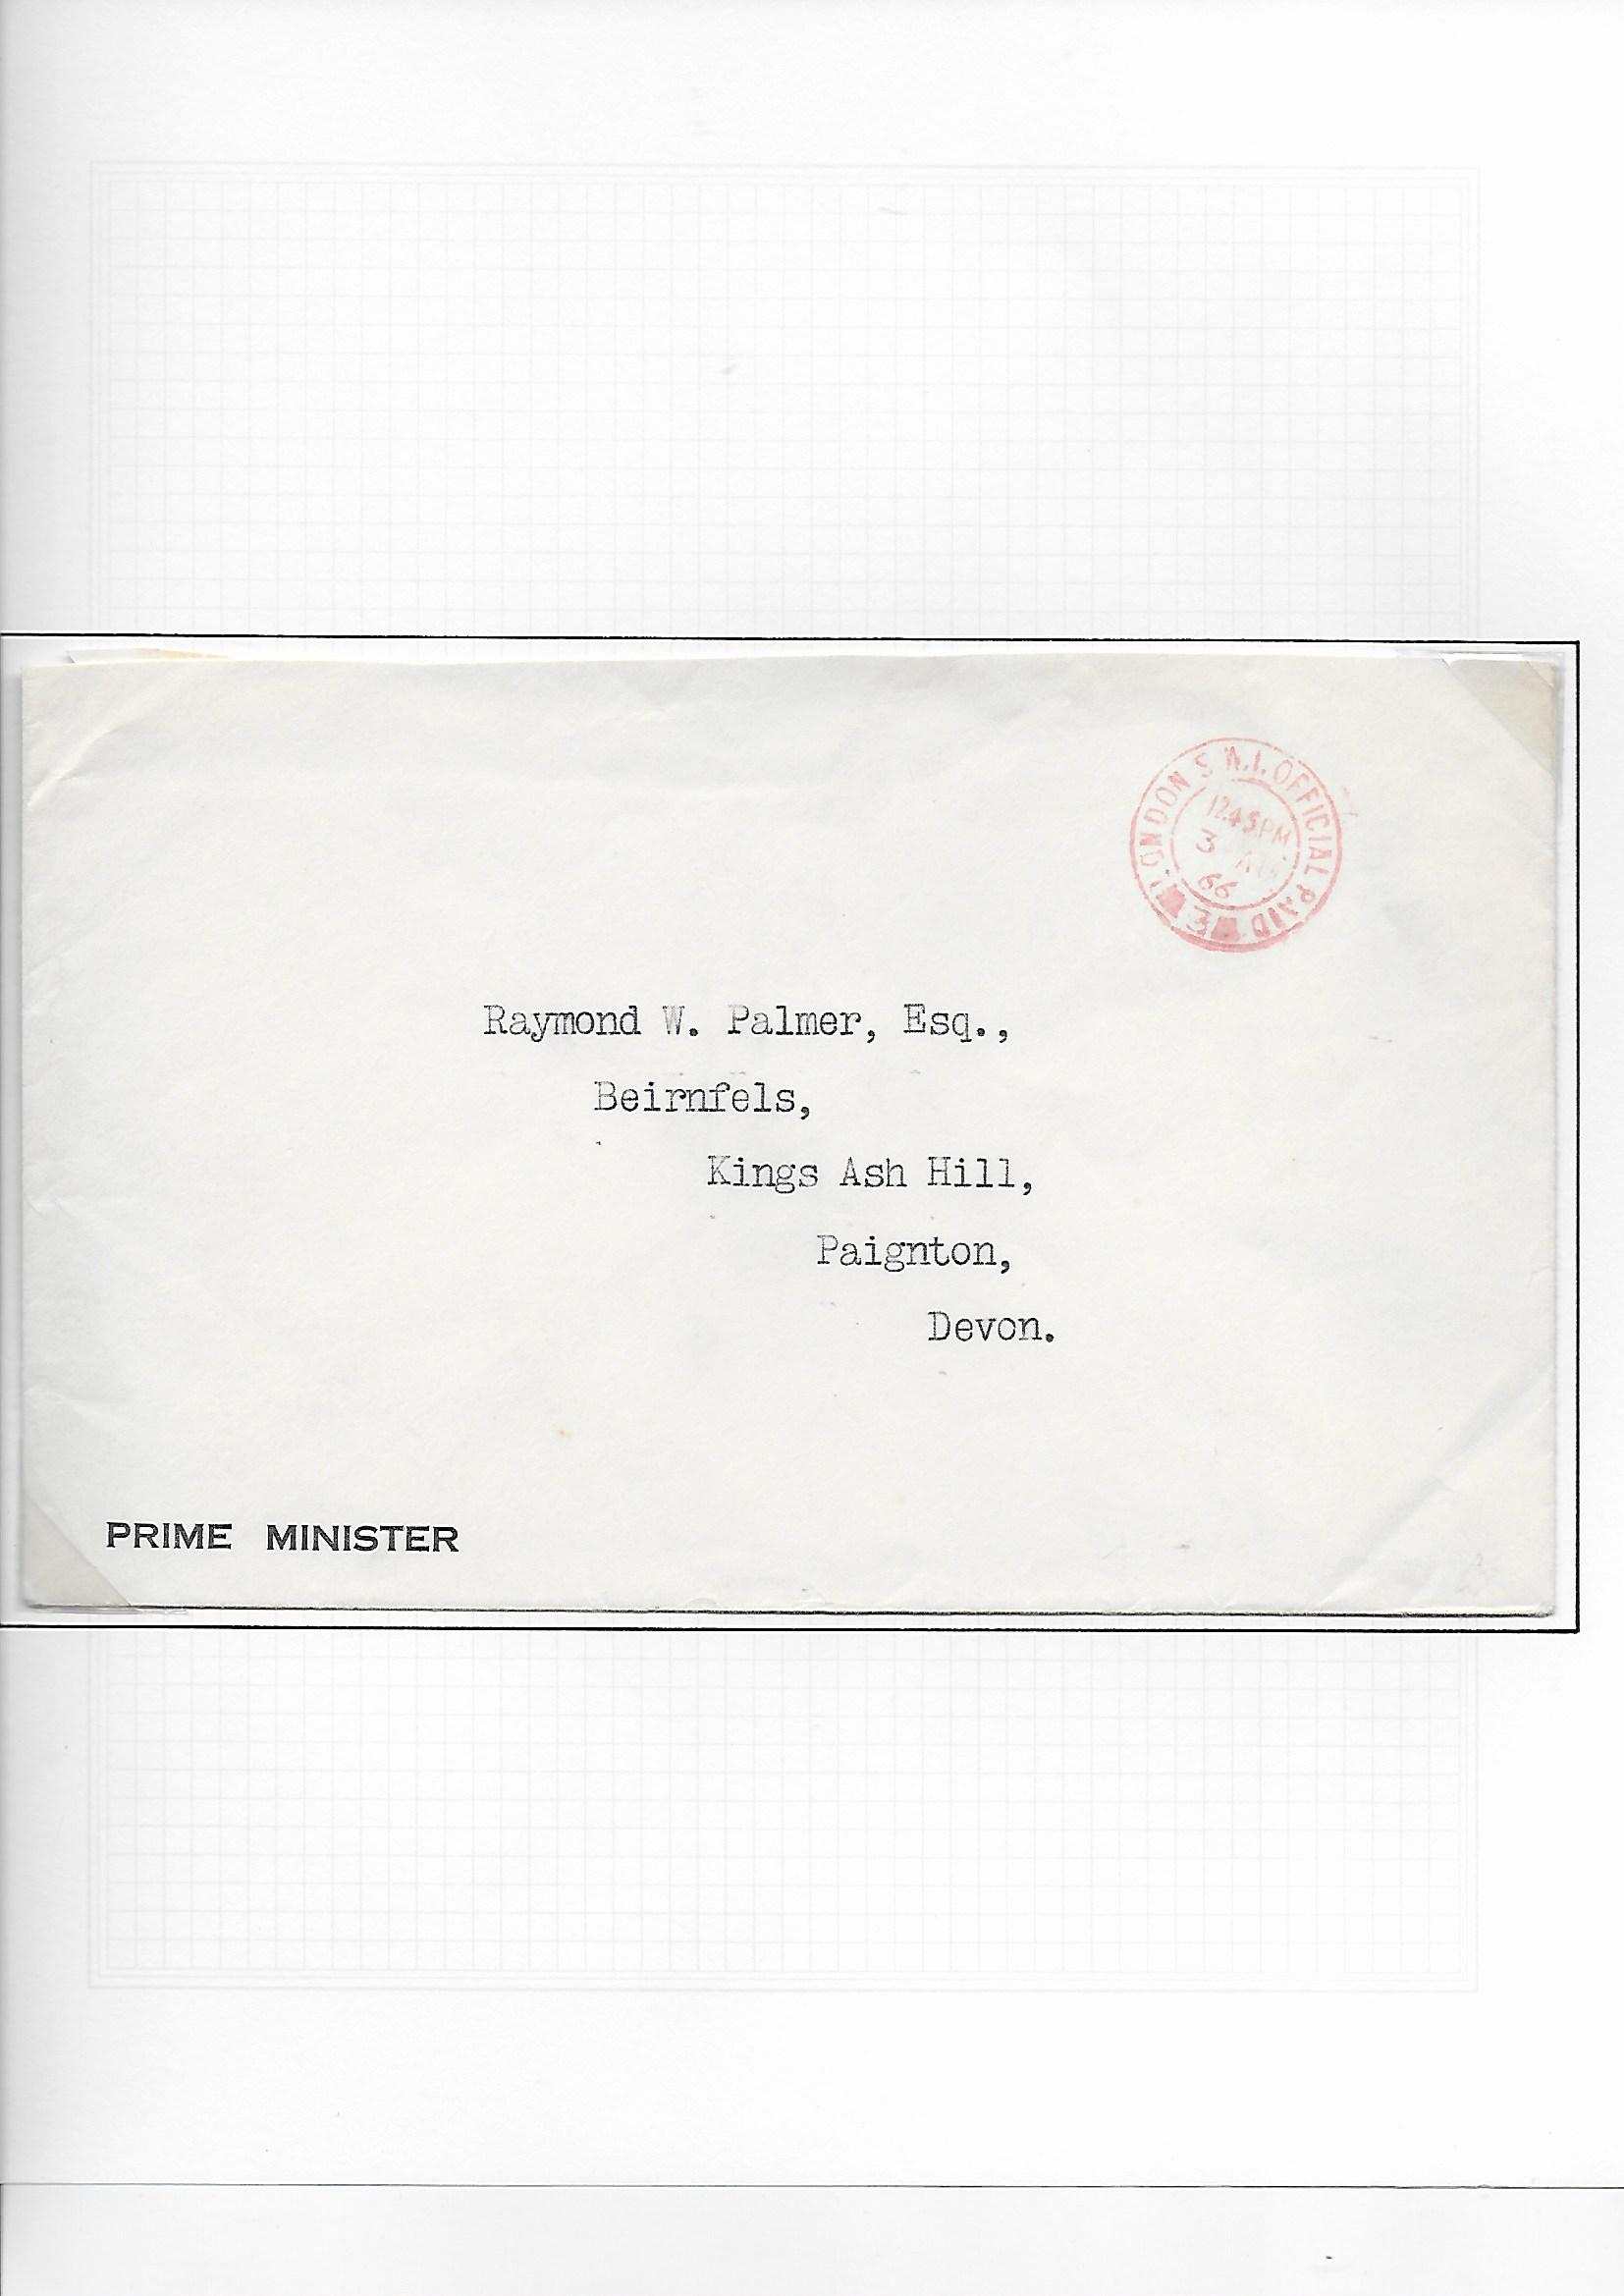 LONDON S.W.1. OFFICIAL PAID
12.45PM
3
66
E
Raymond W. Palmer, Esq.,
Beirnfels,
Kings Ash Hill,
Paignton,
Devon.
PRIME MINISTER